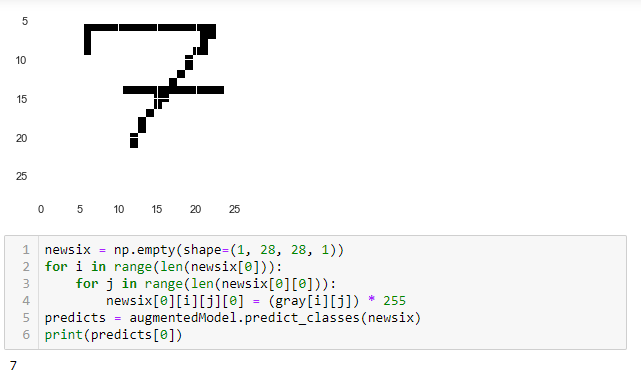 5
10
15
20
25
0 5 10 15 20 25
7
1 newsix = np.empty(shape=(1, 28, 28, 1))
2 for i in range(len(newsix[0])):
3     for j in range(len(newsix[0][0])):
4         newsix[0][i][j][0] = (gray[i][j]) * 255
5 predicts = augmentedModel.predict_classes(newsix)
6 print(predicts[0])
7